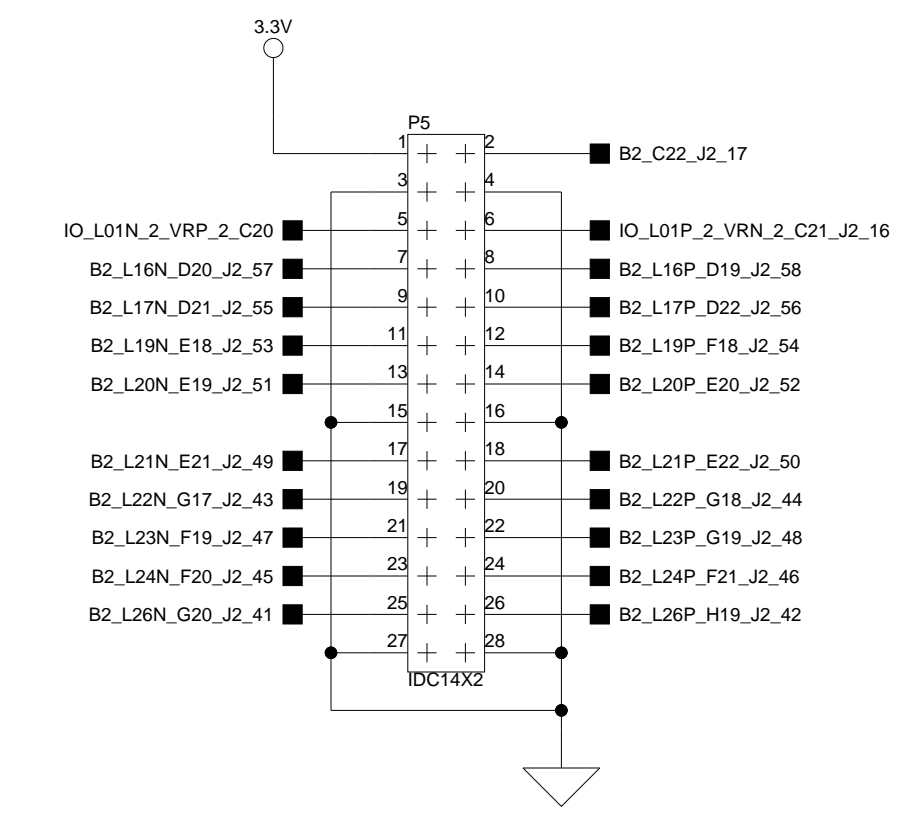 3.3V
P5
1 2 B2_C22_J2_17
3 4
IO_L01N_2_VRP_2_C20 5 6 IO_L01P_2_VRN_2_C21_J2_16
B2_L16N_D20_J2_57 7 8 B2_L16P_D19_J2_58
B2_L17N_D21_J2_55 9 10 B2_L17P_D22_J2_56
B2_L19N_E18_J2_53 11 12 B2_L19P_F18_J2_54
B2_L20N_E19_J2_51 13 14 B2_L20P_E20_J2_52
15 16
B2_L21N_E21_J2_49 17 18 B2_L21P_E22_J2_50
B2_L22N_G17_J2_43 19 20 B2_L22P_G18_J2_44
B2_L23N_F19_J2_47 21 22 B2_L23P_G19_J2_48
B2_L24N_F20_J2_45 23 24 B2_L24P_F21_J2_46
B2_L26N_G20_J2_41 25 26 B2_L26P_H19_J2_42
27 28
IDC14X2